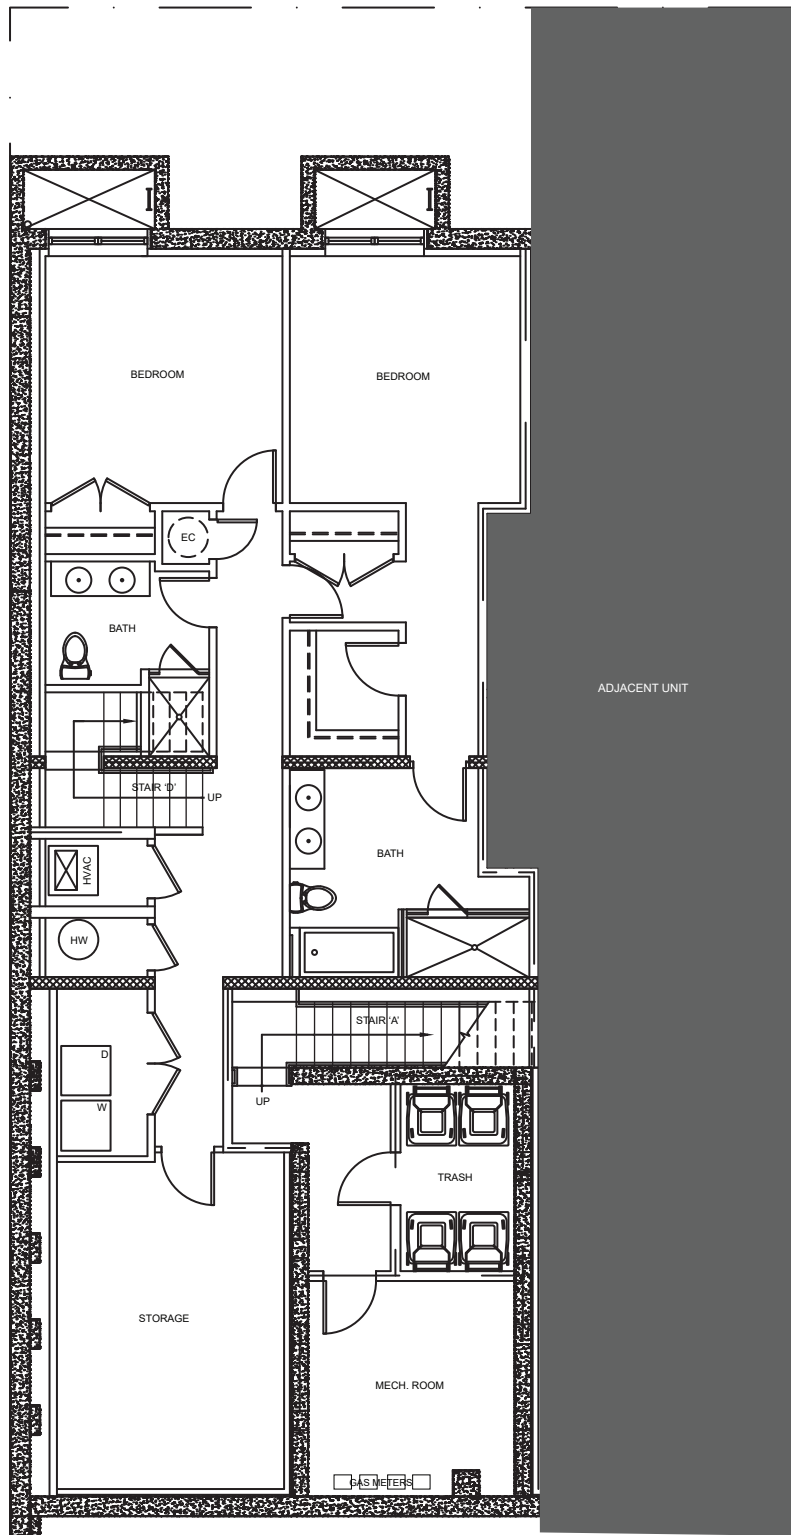 BEDROOM
BEDROOM
EC
BATH
ADJACENT UNIT
STAIR 'D'
UP
BATH
HVAC
HW
STAIR 'A'
D
UP
W
TRASH
STORAGE
MECH. ROOM
GAS METERS